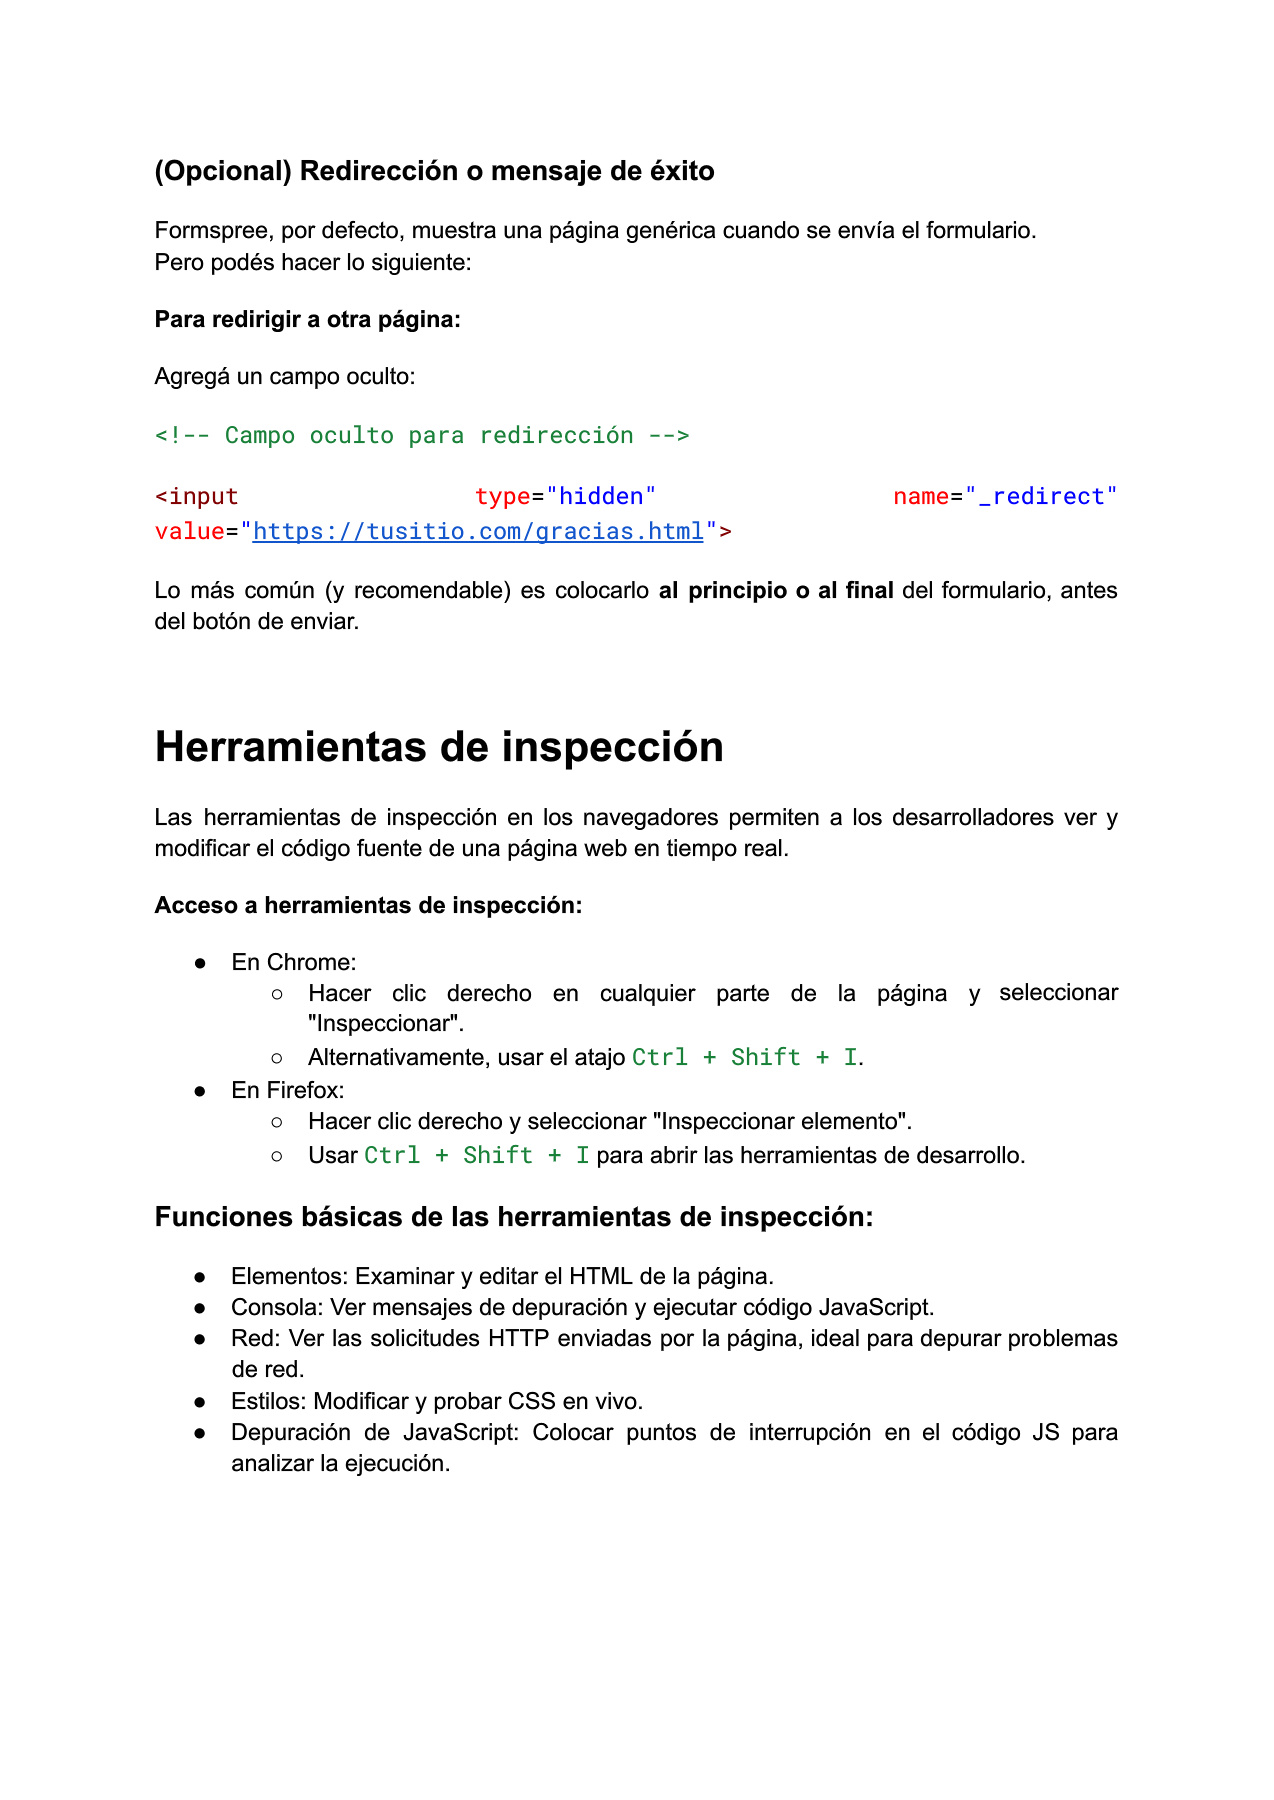 (Opcional) Redirección o mensaje de éxito
Formspree, por defecto, muestra una página genérica cuando se envía el formulario.
Pero podés hacer lo siguiente:
Para redirigir a otra página:
Agregá un campo oculto:
<!-- Campo oculto para redirección -->
<input type="hidden" name="_redirect"
value="https://tusitio.com/gracias.html">
Lo más común (y recomendable) es colocarlo al principio o al final del formulario, antes
del botón de enviar.
Herramientas de inspección
Las herramientas de inspección en los navegadores permiten a los desarrolladores ver y
modificar el código fuente de una página web en tiempo real.
Acceso a herramientas de inspección:
● En Chrome:
○ Hacer clic derecho en cualquier parte de la página y seleccionar
"Inspeccionar".
○ Alternativamente, usar el atajo Ctrl + Shift + I.
● En Firefox:
○ Hacer clic derecho y seleccionar "Inspeccionar elemento".
○ Usar Ctrl + Shift + I para abrir las herramientas de desarrollo.
Funciones básicas de las herramientas de inspección:
● Elementos: Examinar y editar el HTML de la página.
● Consola: Ver mensajes de depuración y ejecutar código JavaScript.
● Red: Ver las solicitudes HTTP enviadas por la página, ideal para depurar problemas
de red.
● Estilos: Modificar y probar CSS en vivo.
● Depuración de JavaScript: Colocar puntos de interrupción en el código JS para
analizar la ejecución.